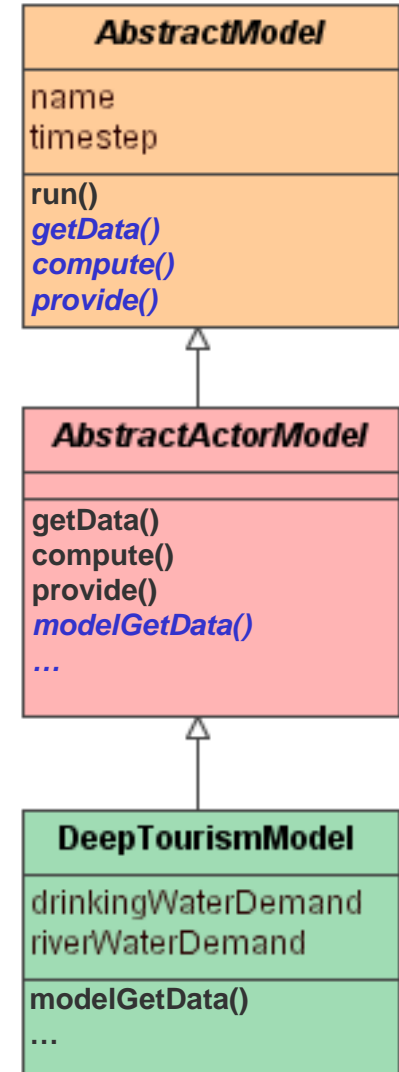 AbstractModel
name
timestep
run()
getData()
compute()
provide()
AbstractActorModel
getData()
compute()
provide()
modelGetData()
…
DeepTourismModel
drinkingWaterDemand
riverWaterDemand
modelGetData()
…